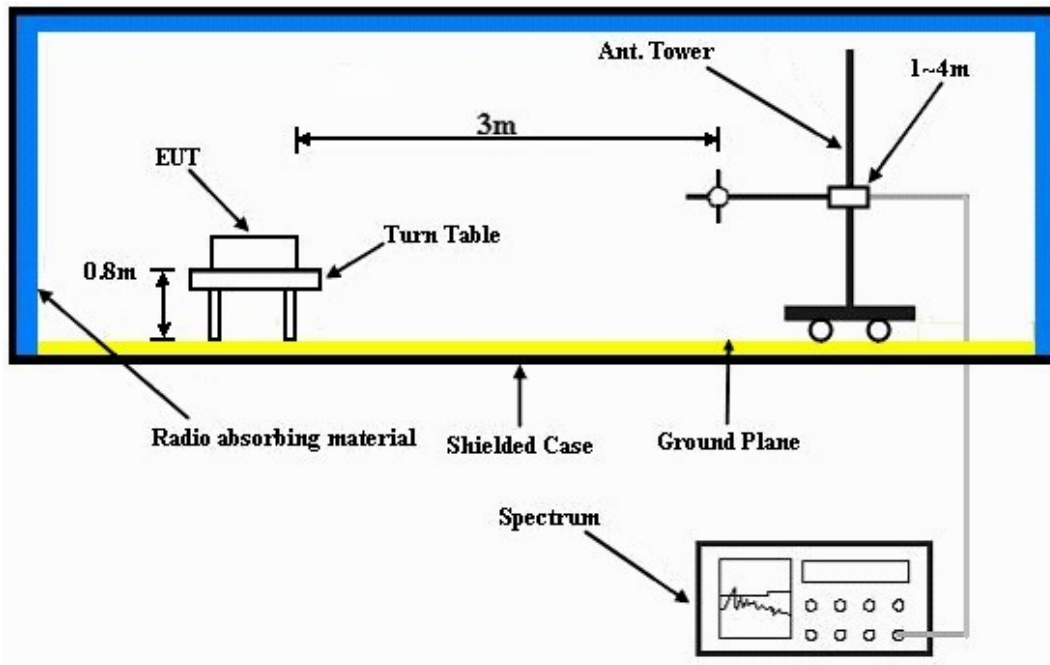 Ant. Tower
1~4m
3m
EUT
Turn Table
0.8m
Radio absorbing material
Shielded Case
Ground Plane
Spectrum